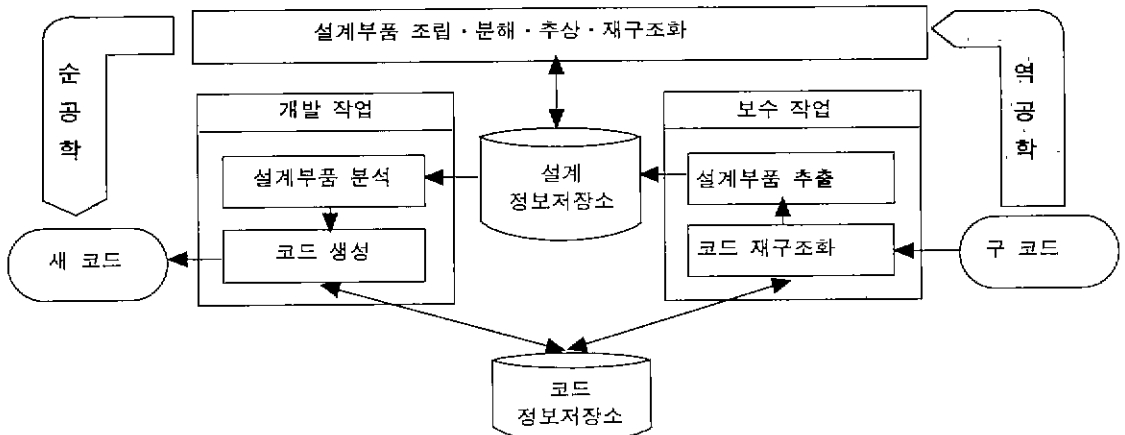 설계부품 조립·분해·추상·재구조화
순
공
학
역
공
학
개발 작업
보수 작업
설계부품 분석
설계
정보저장소
설계부품 추출
새 코드
코드 생성
코드 재구조화
구 코드
코드
정보저장소